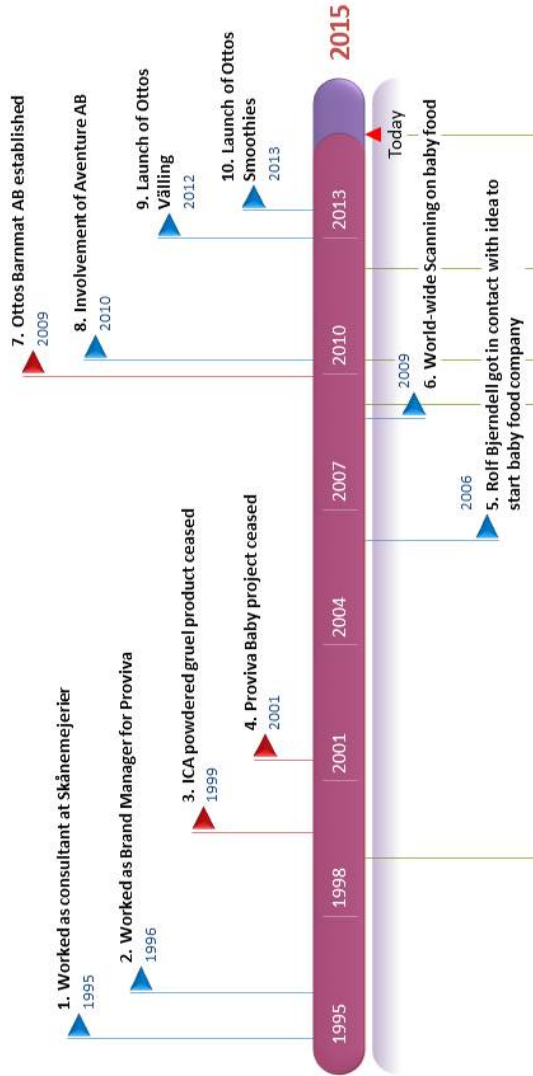 7. Ottos Barnmat AB established
2009
8. Involvement of Aventure AB
2010
9. Launch of Ottos
Välling
2012
10. Launch of Ottos
Smoothies
2013
1. Worked as consultant at Skånemejerier
1995
2. Worked as Brand Manager for Proviva
1996
3. ICA powdered gruel product ceased
1999
4. Proviva Baby project ceased
2001
1995
1998
2001
2004
2007
2010
2013
2015
Today
2009
6. World-wide Scanning on baby food
2006
5. Rolf Bjerndell got in contact with idea to
start baby food company